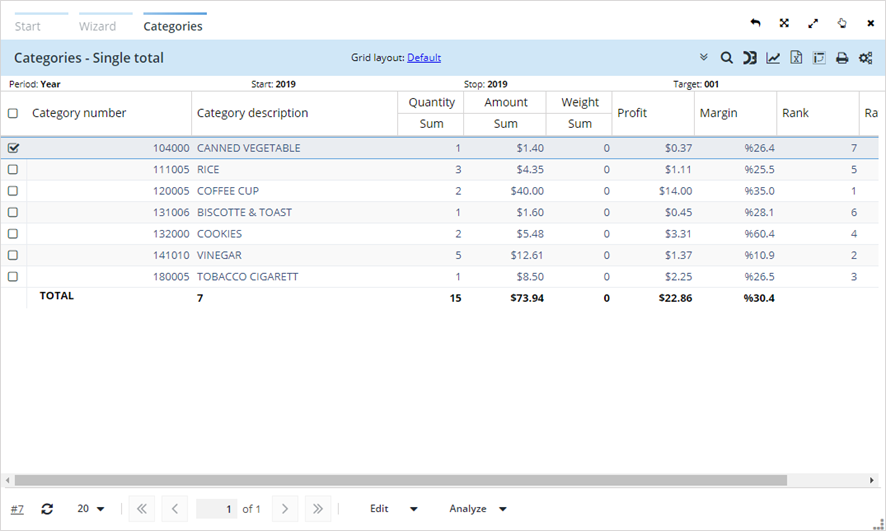 Start Wizard Categories
Categories - Single total Grid layout: Default
Period: Year Start: 2019 Stop: 2019 Target: 001
Category number Category description Quantity Amount Weight Profit Margin Rank Ra
Sum Sum Sum
104000 CANNED VEGETABLE 1 $1.40 0 $0.37 %26.4 7
111005 RICE 3 $4.35 0 $1.11 %25.5 5
120005 COFFEE CUP 2 $40.00 0 $14.00 %35.0 1
131006 BISCOTTE & TOAST 1 $1.60 0 $0.45 %28.1 6
132000 COOKIES 2 $5.48 0 $3.31 %60.4 4
141010 VINEGAR 5 $12.61 0 $1.37 %10.9 2
180005 TOBACCO CIGARETT 1 $8.50 0 $2.25 %26.5 3
TOTAL 7 15 $73.94 0 $22.86 %30.4
#7 20 1 of 1 Edit Analyze